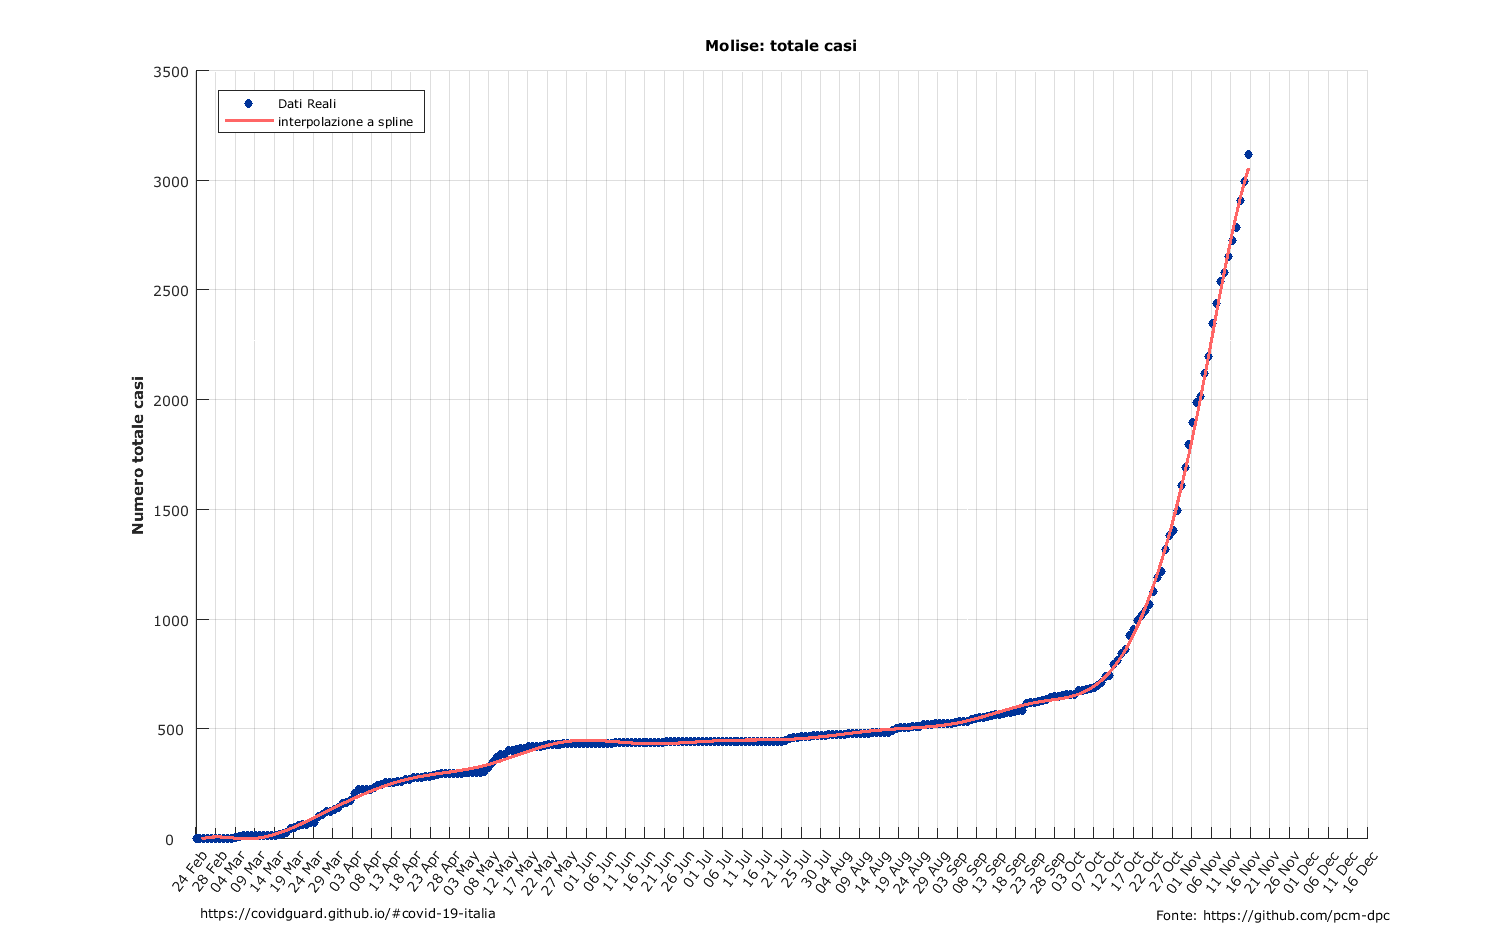 Molise: totale casi
Dati Reali
interpolazione a spline
Numero totale casi
3500
3000
2500
2000
1500
1000
500
0
24 Feb
28 Feb
04 Mar
09 Mar
14 Mar
19 Mar
24 Mar
29 Mar
03 Apr
08 Apr
13 Apr
18 Apr
23 Apr
28 Apr
03 May
08 May
12 May
17 May
22 May
27 May
01 Jun
06 Jun
11 Jun
16 Jun
21 Jun
26 Jun
01 Jul
06 Jul
11 Jul
16 Jul
21 Jul
25 Jul
30 Jul
04 Aug
09 Aug
14 Aug
19 Aug
24 Aug
29 Aug
03 Sep
08 Sep
13 Sep
18 Sep
23 Sep
28 Sep
03 Oct
07 Oct
12 Oct
17 Oct
22 Oct
27 Oct
01 Nov
06 Nov
11 Nov
16 Nov
21 Nov
26 Nov
01 Dec
06 Dec
11 Dec
16 Dec
https://covidguard.github.io/#covid-19-italia
Fonte: https://github.com/pcm-dpc